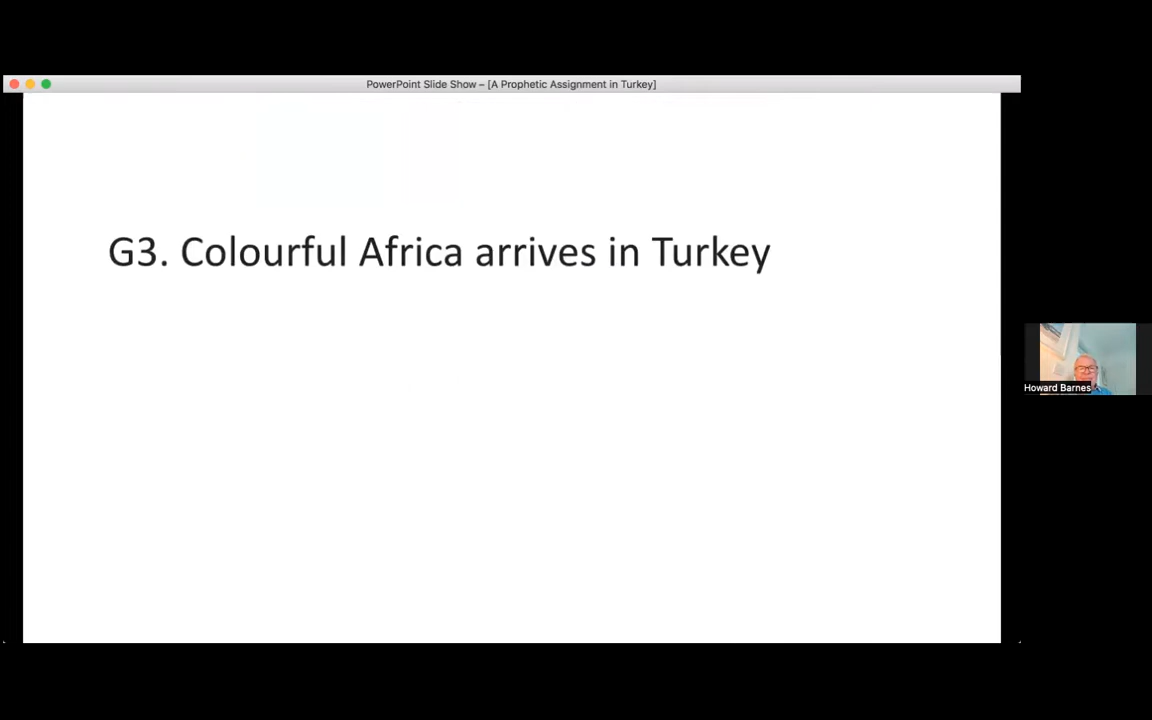 PowerPoint Slide Show – [A Prophetic Assignment in Turkey]
G3. Colourful Africa arrives in Turkey
Howard Barnes